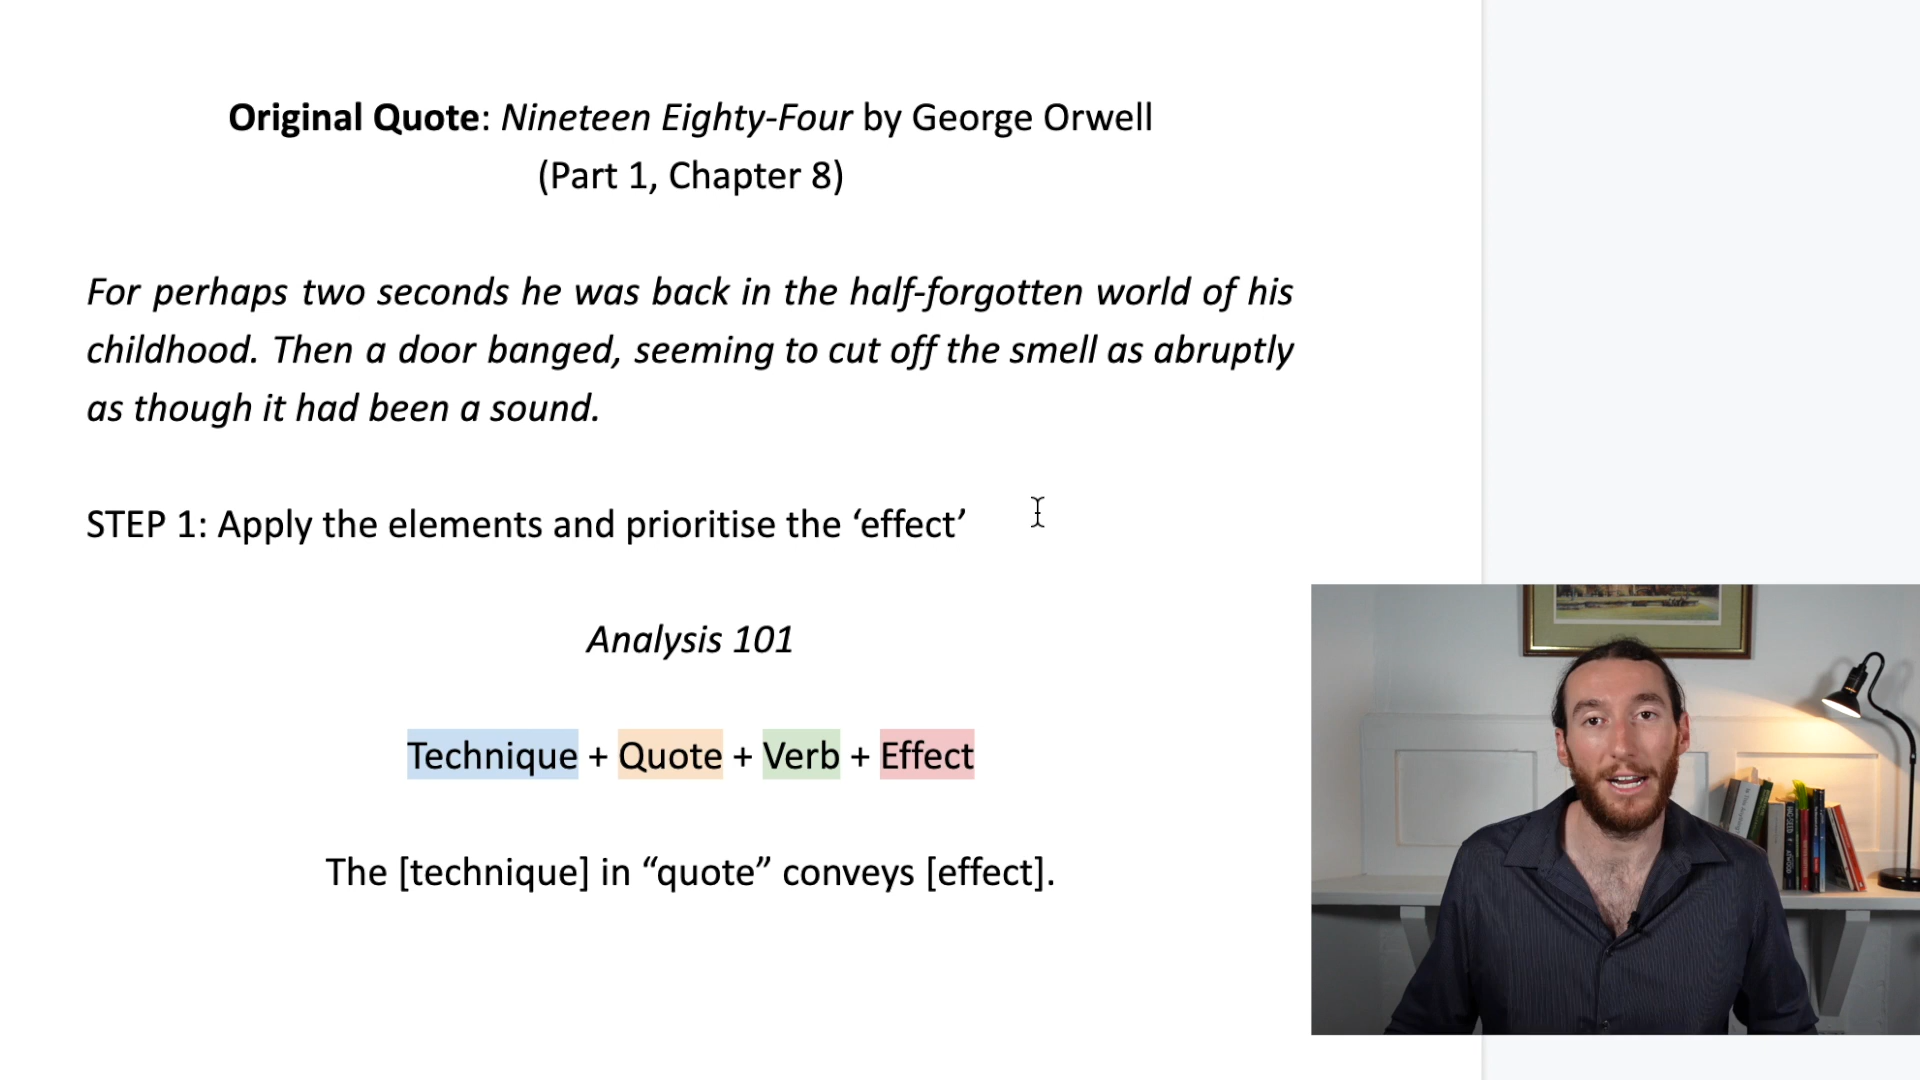 Original Quote: Nineteen Eighty-Four by George Orwell
(Part 1, Chapter 8)
For perhaps two seconds he was back in the half-forgotten world of his
childhood. Then a door banged, seeming to cut off the smell as abruptly
as though it had been a sound.
STEP 1: Apply the elements and prioritise the ‘effect’
Analysis 101
Technique + Quote + Verb + Effect
The [technique] in “quote” conveys [effect].